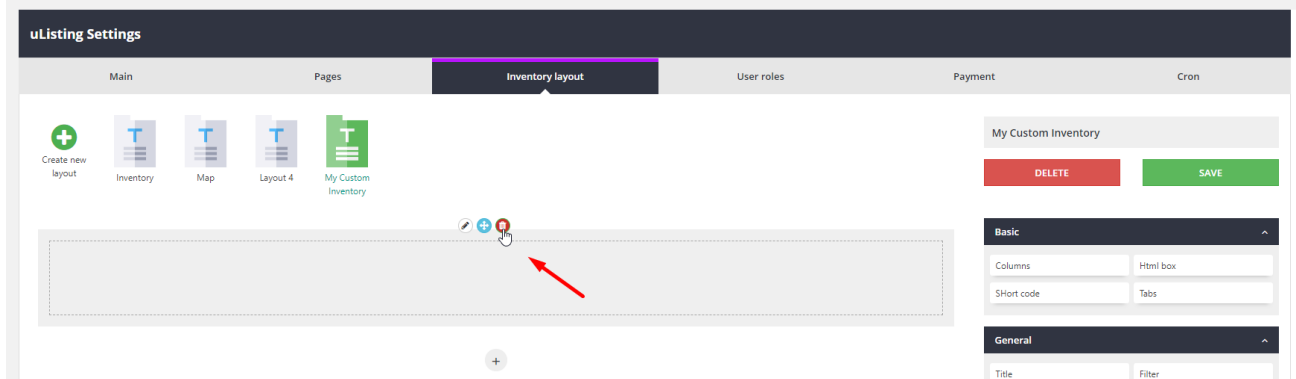 uListing Settings
Main Pages Inventory layout User roles Payment Cron
Create new
layout
Inventory
Map
Layout 4
My Custom
Inventory
My Custom Inventory
DELETE SAVE
Basic
Columns Html box
SHort code Tabs
General
Title Filter